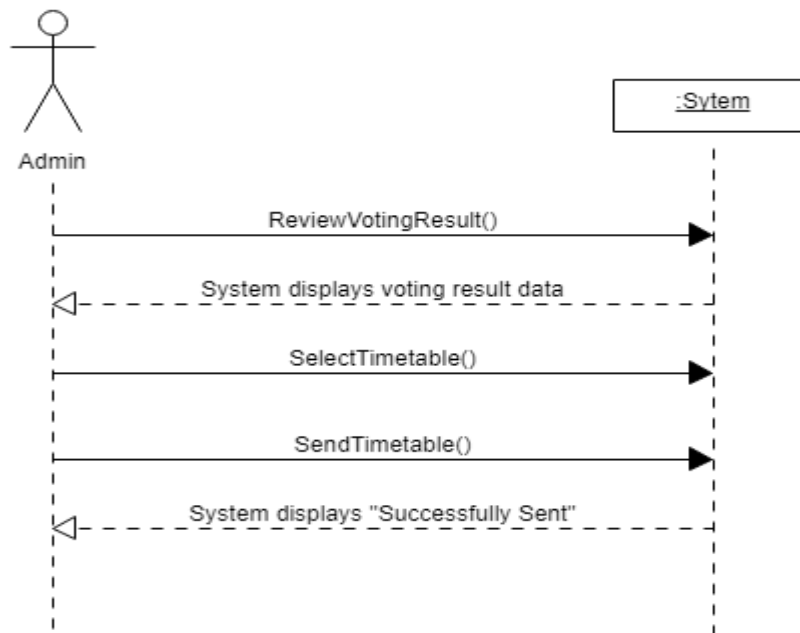 :Sytem
Admin
ReviewVotingResult()
System displays voting result data
SelectTimetable()
SendTimetable()
System displays "Successfully Sent"